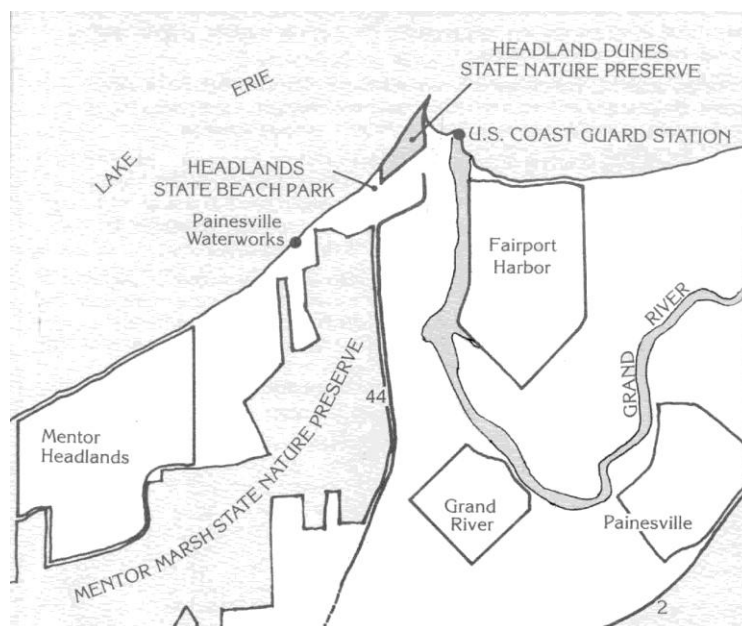 HEADLAND DUNES
STATE NATURE PRESERVE
ERIE
LAKE
U.S. COAST GUARD STATION
HEADLANDS
STATE BEACH PARK
Painesville
Waterworks
Fairport
Harbor
RIVER
GRAND
44
Mentor
Headlands
MENTOR MARSH STATE NATURE PRESERVE
Grand
River
Painesville
2